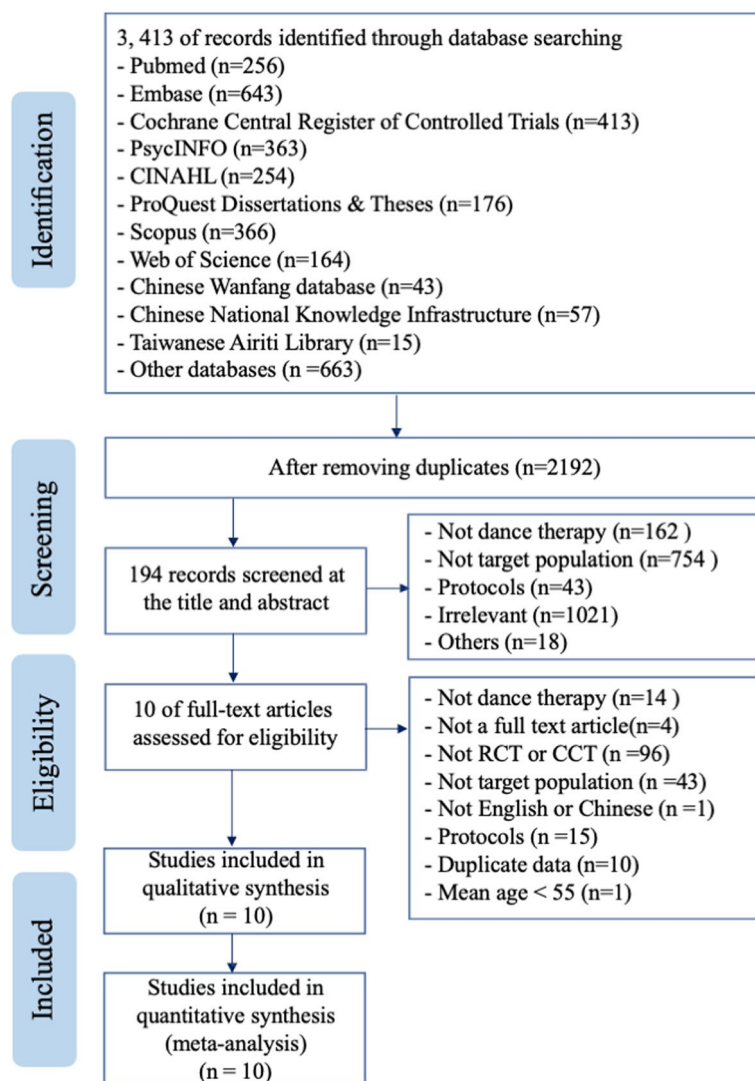 Identification
3, 413 of records identified through database searching
- Pubmed (n=256)
- Embase (n=643)
- Cochrane Central Register of Controlled Trials (n=413)
- PsycINFO (n=363)
- CINAHL (n=254)
- ProQuest Dissertations & Theses (n=176)
- Scopus (n=366)
- Web of Science (n=164)
- Chinese Wanfang database (n=43)
- Chinese National Knowledge Infrastructure (n=57)
- Taiwanese Airiti Library (n=15)
- Other databases (n =663)
Screening
After removing duplicates (n=2192)
194 records screened at
the title and abstract
- Not dance therapy (n=162 )
- Not target population (n=754 )
- Protocols (n=43)
- Irrelevant (n=1021)
- Others (n=18)
Eligibility
10 of full-text articles
assessed for eligibility
- Not dance therapy (n=14 )
- Not a full text article(n=4)
- Not RCT or CCT (n =96)
- Not target population (n =43)
- Not English or Chinese (n =1)
- Protocols (n =15)
- Duplicate data (n=10)
- Mean age < 55 (n=1)
Studies included in
qualitative synthesis
(n = 10)
Included
Studies included in
quantitative synthesis
(meta-analysis)
(n = 10)